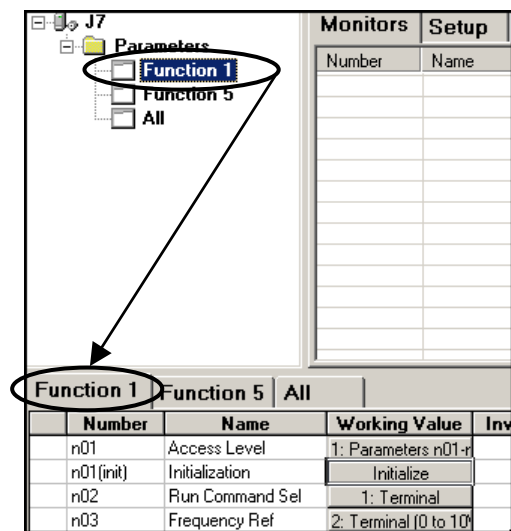 J7
Parameters
Function 1
Function 5
All
Monitors Setup
Number Name
Function 1 Function 5 All
Number Name Working Value Inv
n01 Access Level 1: Parameters n01-r
n01(init) Initialization Initialize
n02 Run Command Sel 1: Terminal
n03 Frequency Ref 2: Terminal (0 to 10